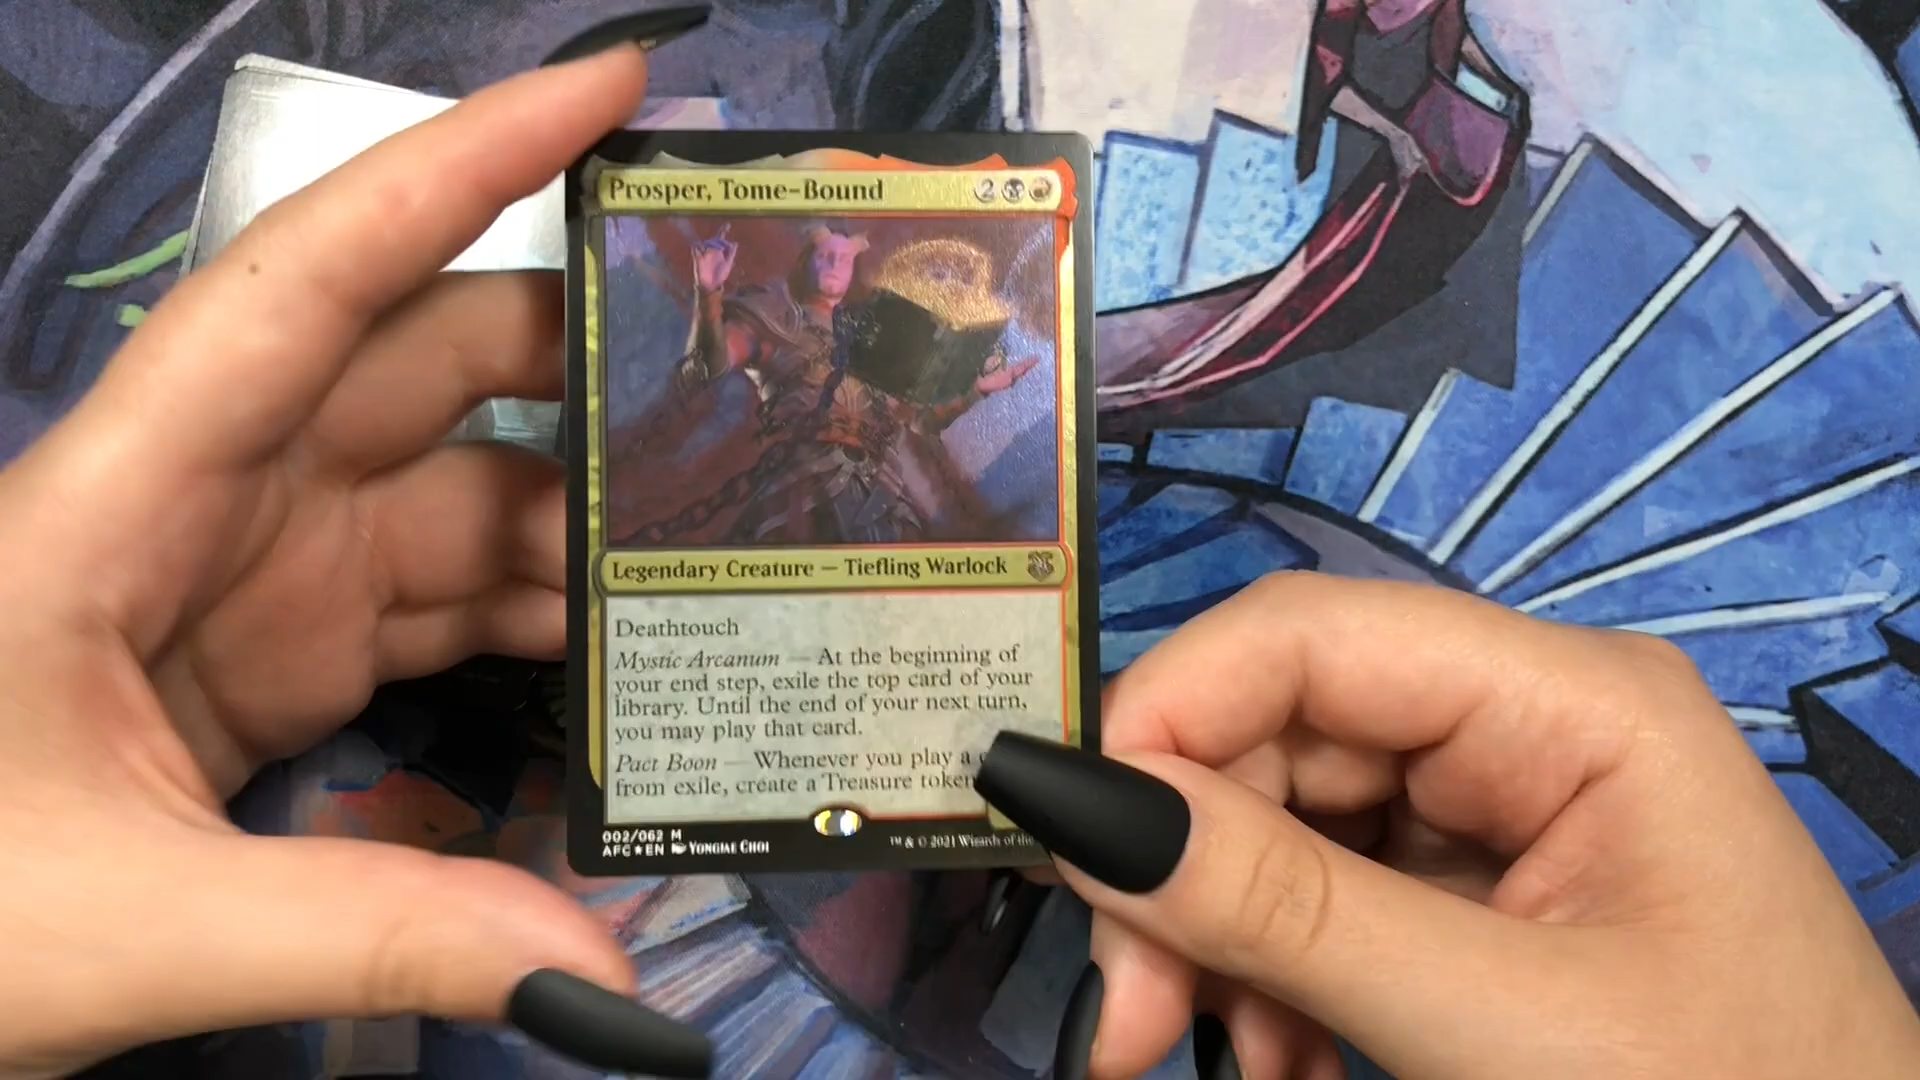 Prosper, Tome-Bound 2
Legendary Creature — Tiefling Warlock
Deathtouch
Mystic Arcanum — At the beginning of
your end step, exile the top card of your
library. Until the end of your next turn,
you may play that card.
Pact Boon — Whenever you play a
from exile, create a Treasure token
002/062 M
AFC★EN YONGJAE CHOI
™ & © 2021 Wizards of the